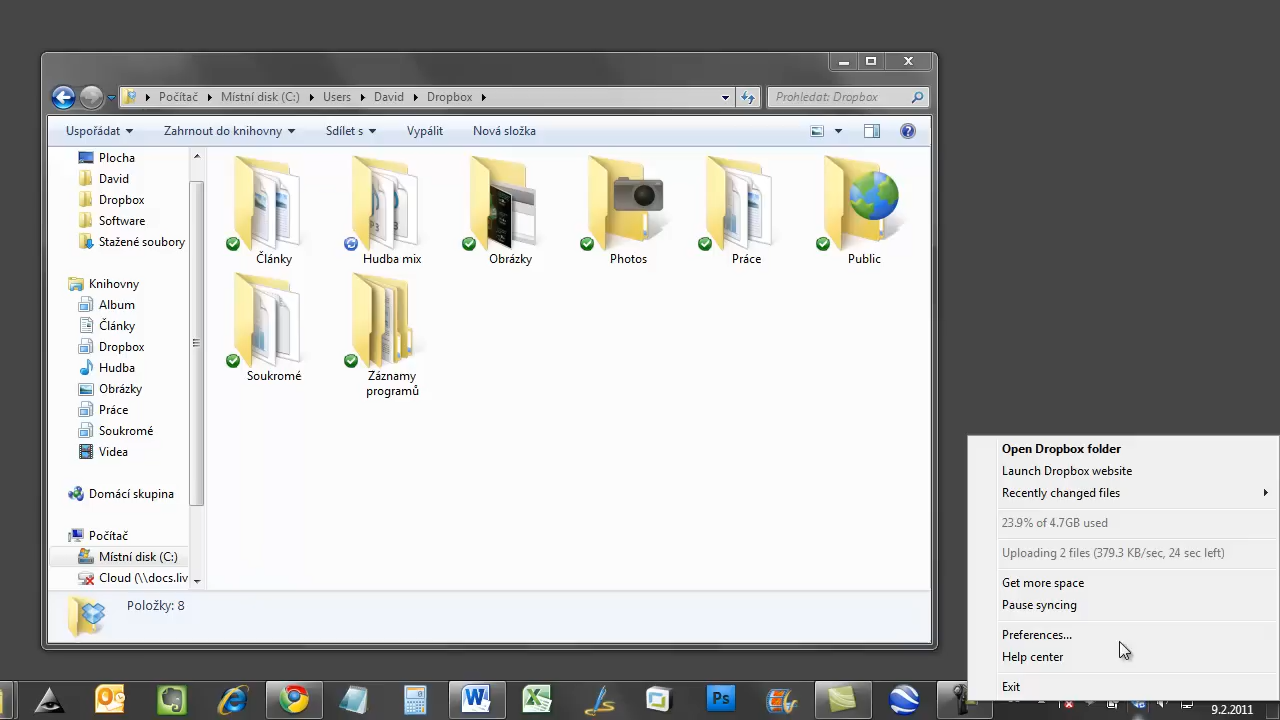 Počítač
Místní disk (C:)
Users
David
Dropbox
Prohledat: Dropbox
Uspořádat
Zahrnout do knihovny
Sdílet s
Vypálit
Nová složka
Plocha
David
Dropbox
Software
Stažené soubory
Knihovny
Album
Články
Dropbox
Hudba
Obrázky
Práce
Soukromé
Videa
Domácí skupina
Počítač
Místní disk (C:)
Cloud (\\docs.liv
Články
Hudba mix
Obrázky
Photos
Práce
Public
Soukromé
Záznamy
programů
Položky: 8
Open Dropbox folder
Launch Dropbox website
Recently changed files
23.9% of 4.7GB used
Uploading 2 files (379.3 KB/sec, 24 sec left)
Get more space
Pause syncing
Preferences...
Help center
Exit
Ps
9.2.2011